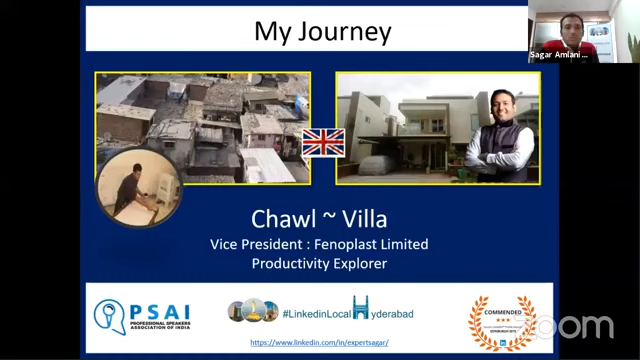 My Journey
Sagar Amlani ...
Chawl ~ Villa
Vice President : Fenoplast Limited
Productivity Explorer
PSAI
PROFESSIONAL SPEAKERS
ASSOCIATION OF INDIA
#LinkedinLocal Hyderabad
https://www.linkedin.com/in/expertsagar/
COMMENDED
zoom